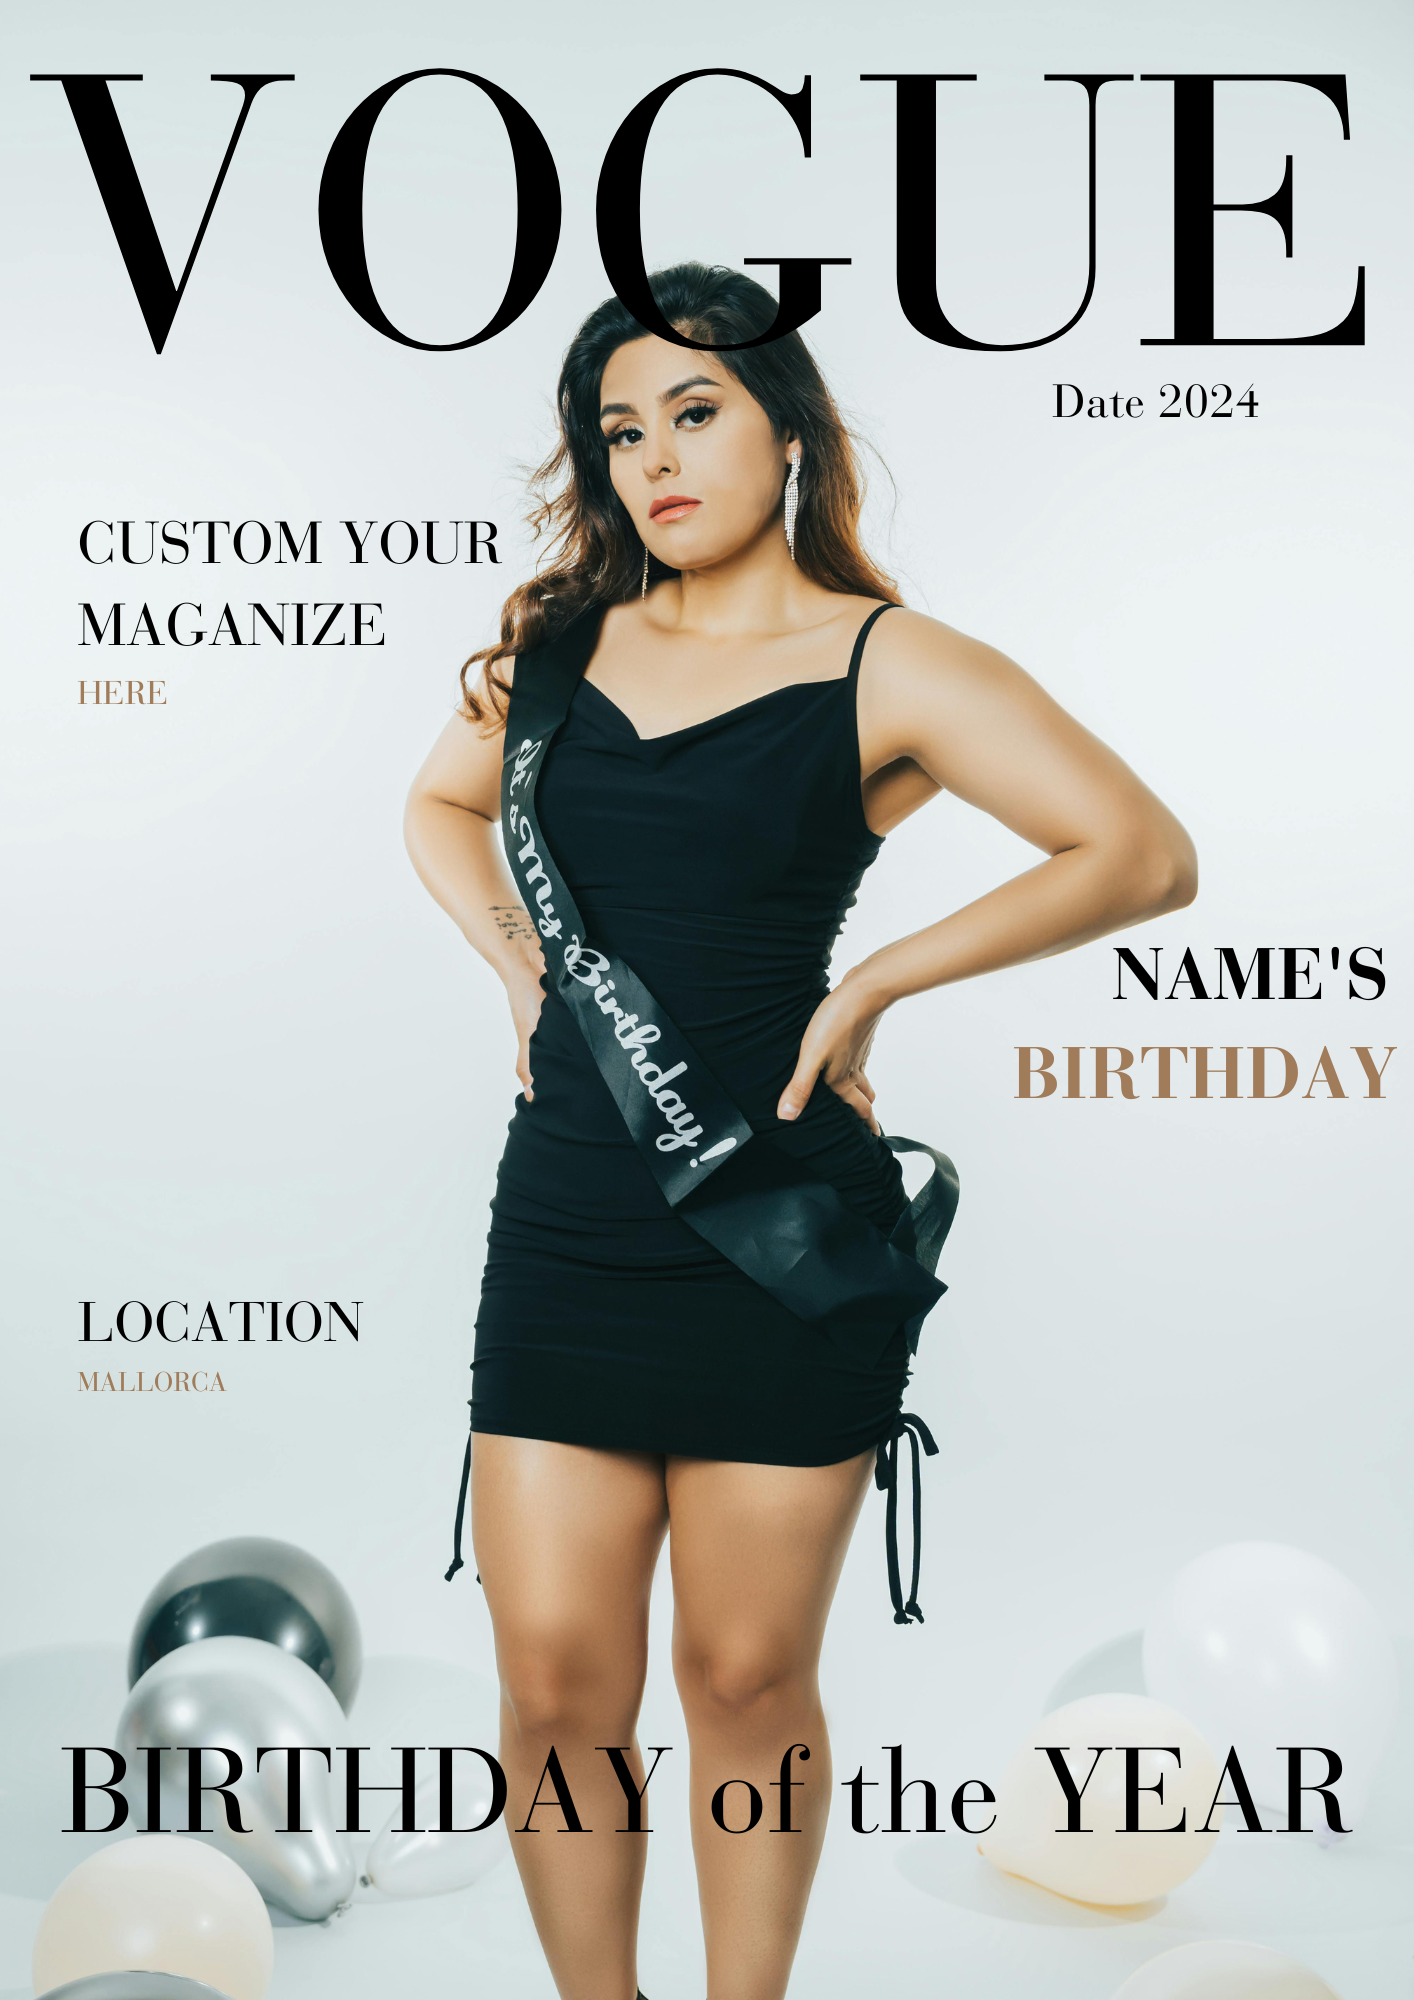 VOGUE
Date 2024
CUSTOM YOUR
MAGANIZE
HERE
It's My Birthday!
NAME'S
BIRTHDAY
LOCATION
MALLORCA
BIRTHDAY of the YEAR